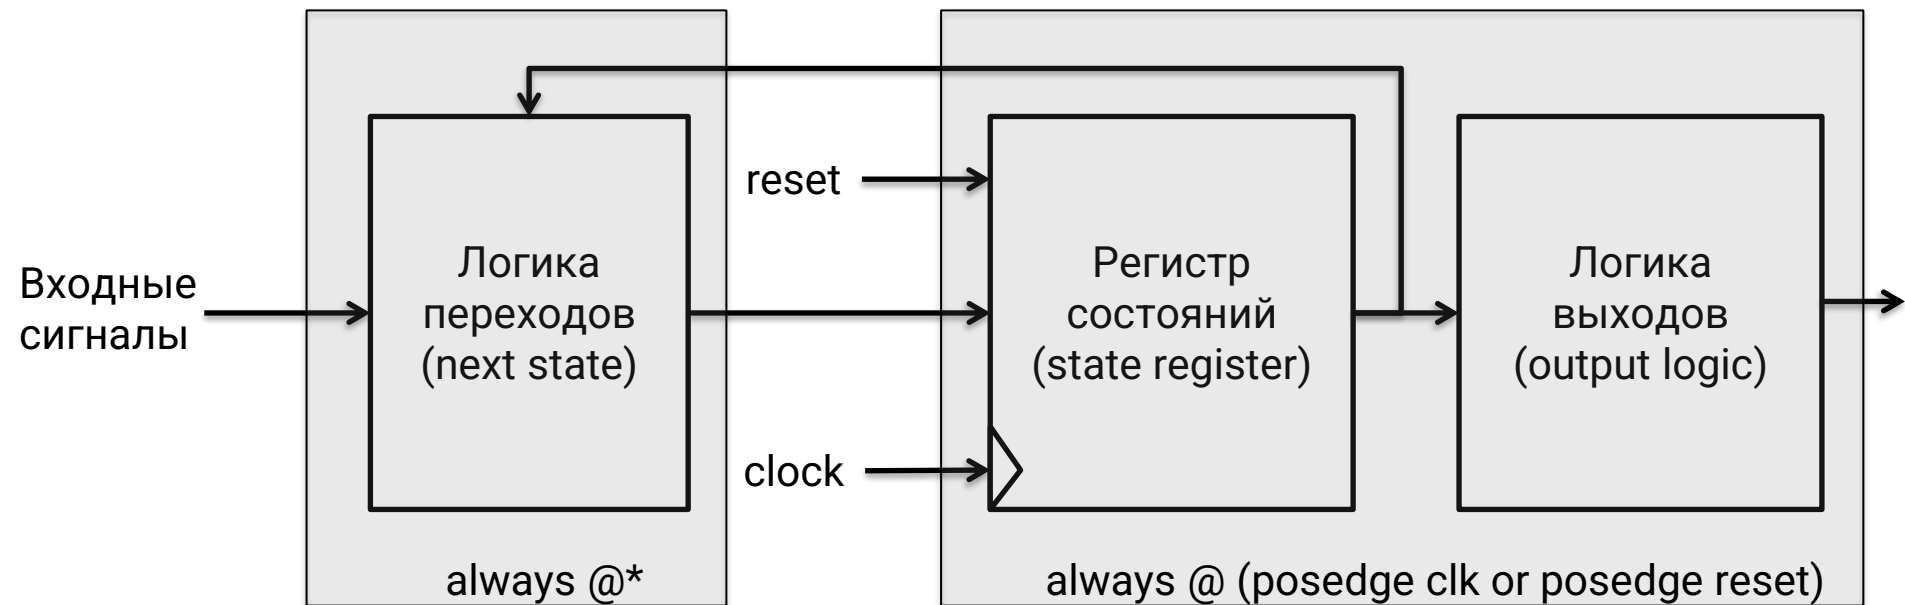 Входные
сигналы
Логика
переходов
(next state)
always @*
reset
clock
Регистр
состояний
(state register)
Логика
выходов
(output logic)
always @ (posedge clk or posedge reset)